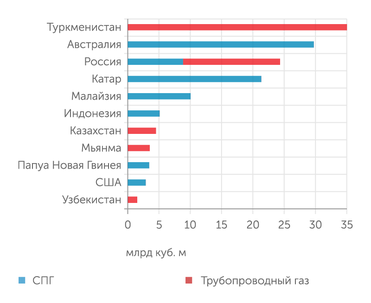 Туркменистан
Австралия
Россия
Катар
Малайзия
Индонезия
Казахстан
Мьянма
Папуа Новая Гвинея
США
Узбекистан
0 5 10 15 20 25 30 35
млрд куб. м
СПГ Трубопроводный газ